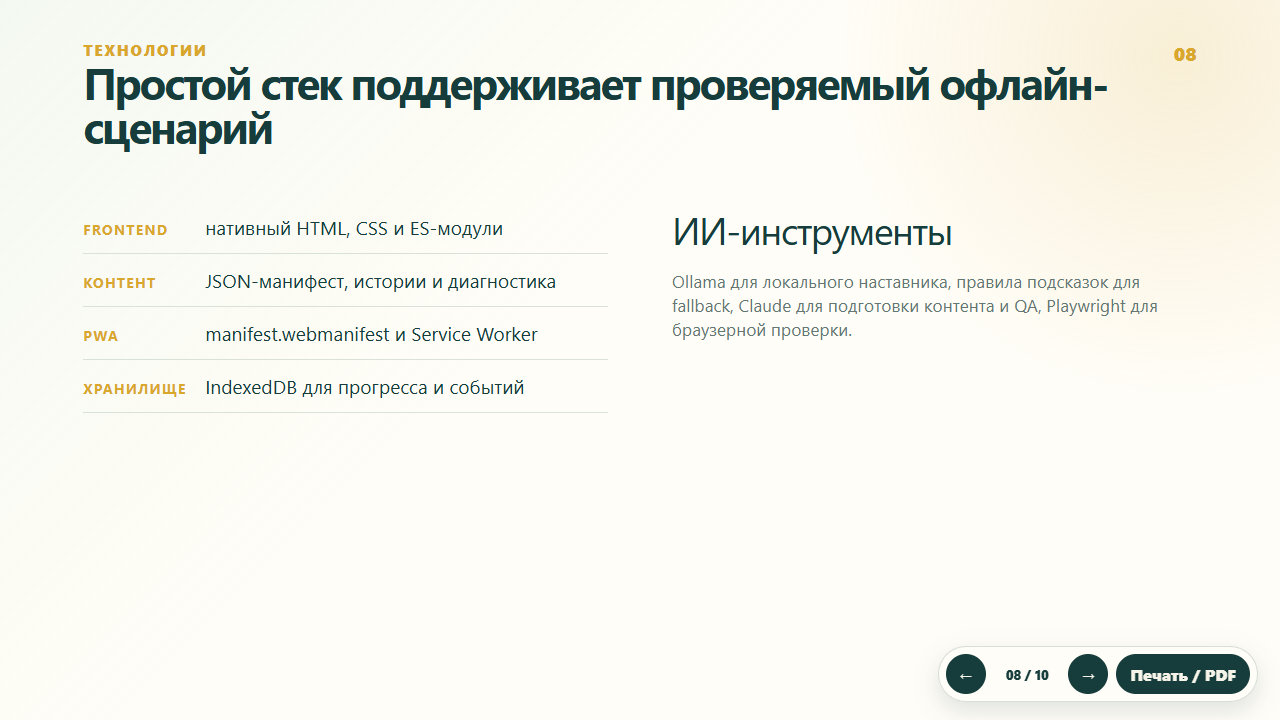 ТЕХНОЛОГИИ
08
Простой стек поддерживает проверяемый офлайн-
сценарий
FRONTEND нативный HTML, CSS и ES-модули
КОНТЕНТ JSON-манифест, истории и диагностика
PWA manifest.webmanifest и Service Worker
ХРАНИЛИЩЕ IndexedDB для прогресса и событий
ИИ-инструменты
Ollama для локального наставника, правила подсказок для
fallback, Claude для подготовки контента и QA, Playwright для
браузерной проверки.
← 08 / 10 → Печать / PDF